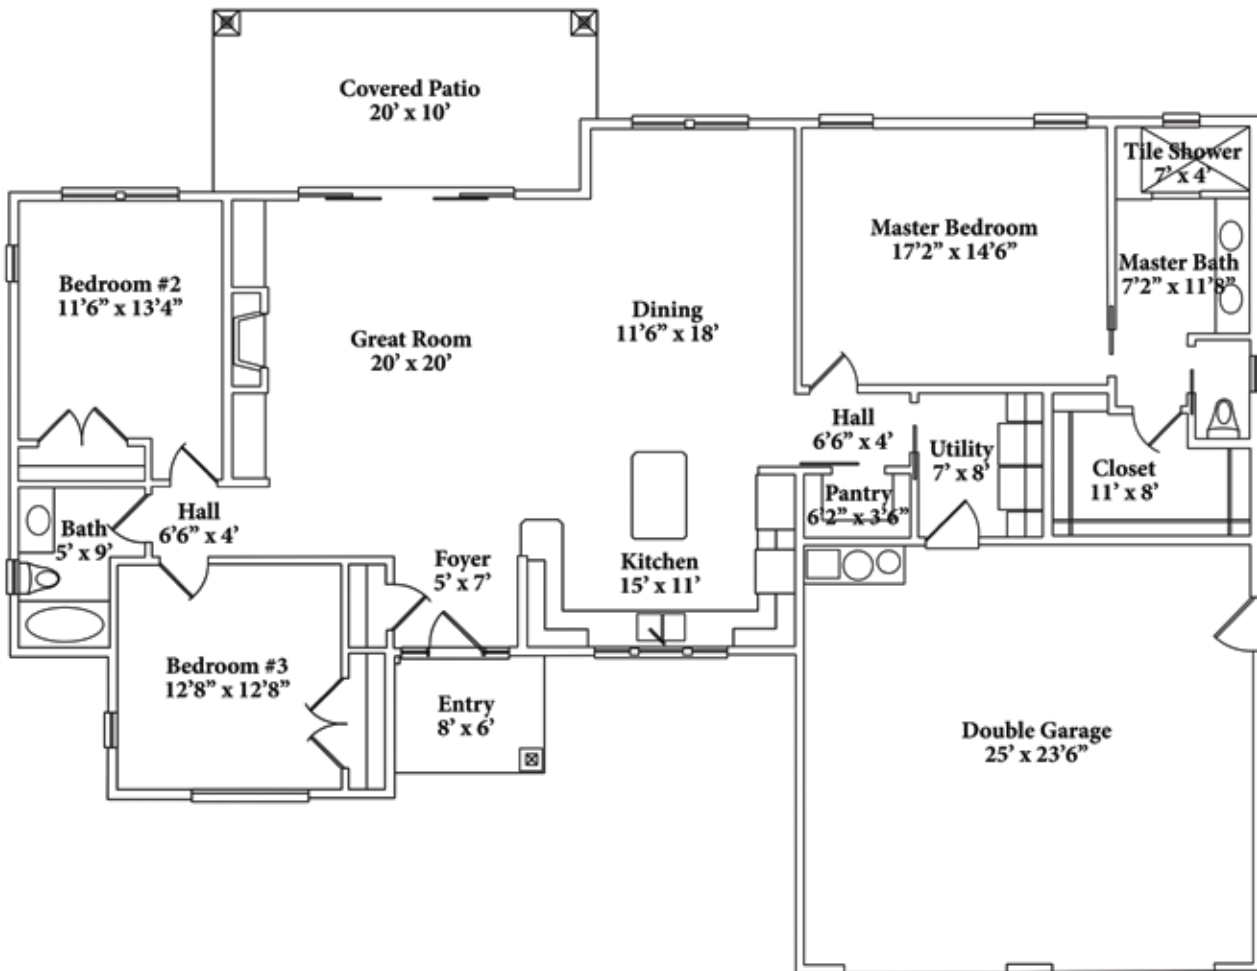 Covered Patio
20’ x 10’
Tile Shower
7’ x 4’
Master Bedroom
17’2” x 14’6”
Master Bath
7’2” x 11’8”
Bedroom #2
11’6” x 13’4”
Dining
11’6” x 18’
Great Room
20’ x 20’
Hall
6’6” x 4’
Utility
7’ x 8’
Closet
11’ x 8’
Pantry
6’2” x 3’6”
Hall
6’6” x 4’
Bath
5’ x 9’
Foyer
5’ x 7’
Kitchen
15’ x 11’
Bedroom #3
12’8” x 12’8”
Entry
8’ x 6’
Double Garage
25’ x 23’6”